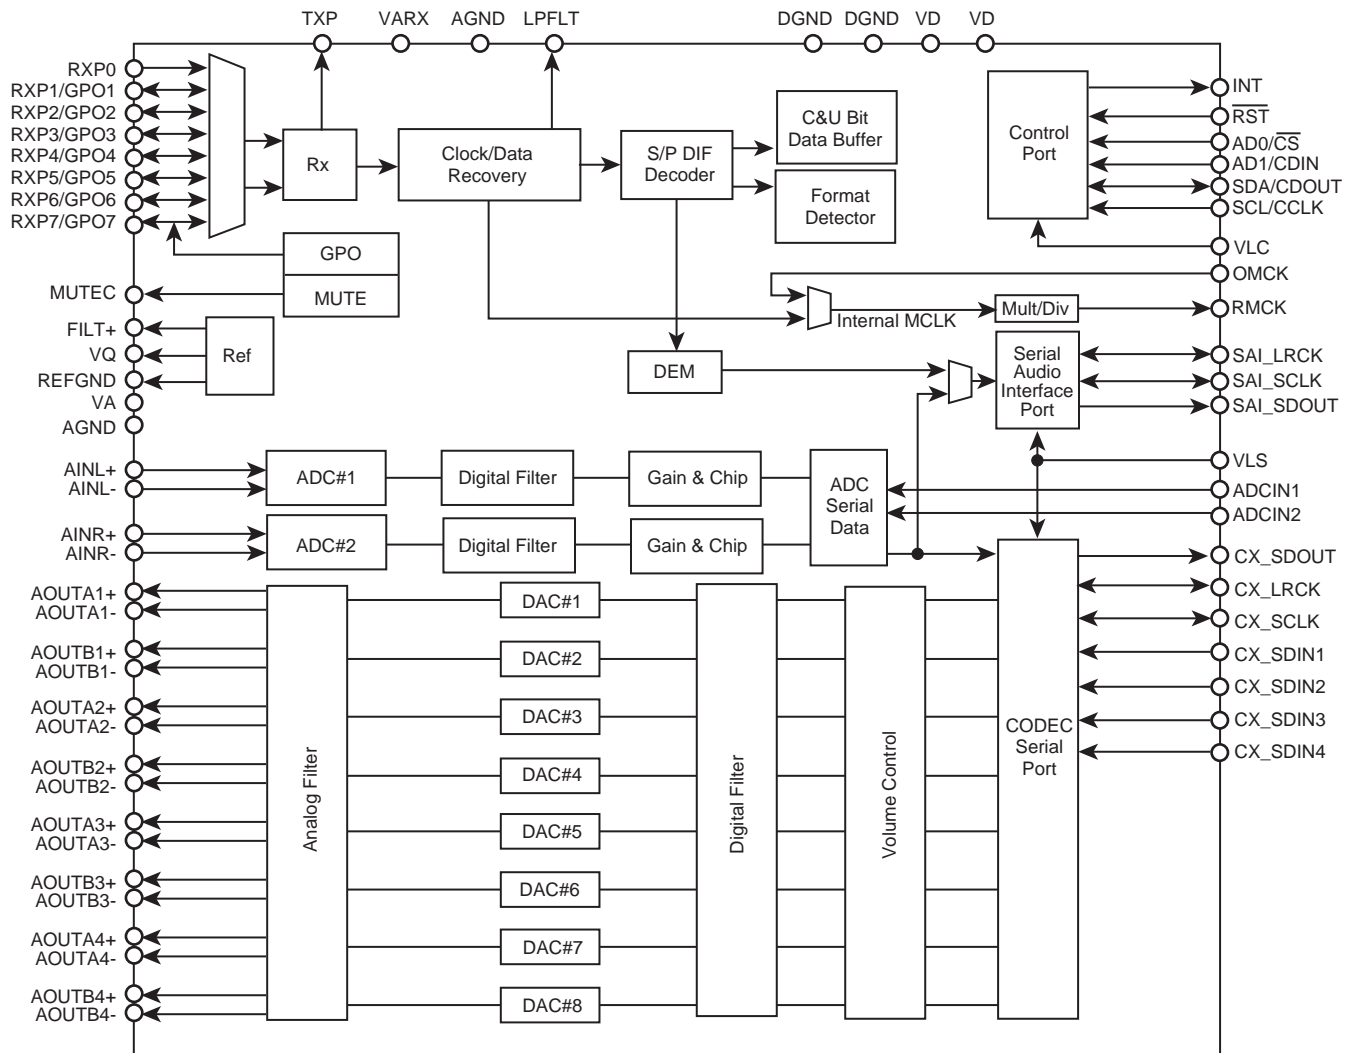 TXP
VARX
AGND
LPFLT
DGND
DGND
VD
VD
RXP0
RXP1/GPO1
RXP2/GPO2
RXP3/GPO3
RXP4/GPO4
RXP5/GPO5
RXP6/GPO6
RXP7/GPO7
Rx
Clock/Data
Recovery
S/P DIF
Decoder
C&U Bit
Data Buffer
Format
Detector
Control
Port
INT
RST
AD0/CS
AD1/CDIN
SDA/CDOUT
SCL/CCLK
VLC
OMCK
RMCK
GPO
MUTE
MUTEC
FILT+
VQ
REFGND
VA
AGND
Ref
Internal MCLK
Mult/Div
DEM
Serial
Audio
Interface
Port
SAI_LRCK
SAI_SCLK
SAI_SDOUT
VLS
ADCIN1
ADCIN2
AINL+
AINL-
AINR+
AINR-
ADC#1
Digital Filter
Gain & Chip
ADC#2
Digital Filter
Gain & Chip
ADC
Serial
Data
CX_SDOUT
CX_LRCK
CX_SCLK
CX_SDIN1
CX_SDIN2
CX_SDIN3
CX_SDIN4
AOUTA1+
AOUTA1-
AOUTB1+
AOUTB1-
AOUTA2+
AOUTA2-
AOUTB2+
AOUTB2-
AOUTA3+
AOUTA3-
AOUTB3+
AOUTB3-
AOUTA4+
AOUTA4-
AOUTB4+
AOUTB4-
Analog Filter
DAC#1
DAC#2
DAC#3
DAC#4
DAC#5
DAC#6
DAC#7
DAC#8
Digital Filter
Volume Control
CODEC
Serial
Port